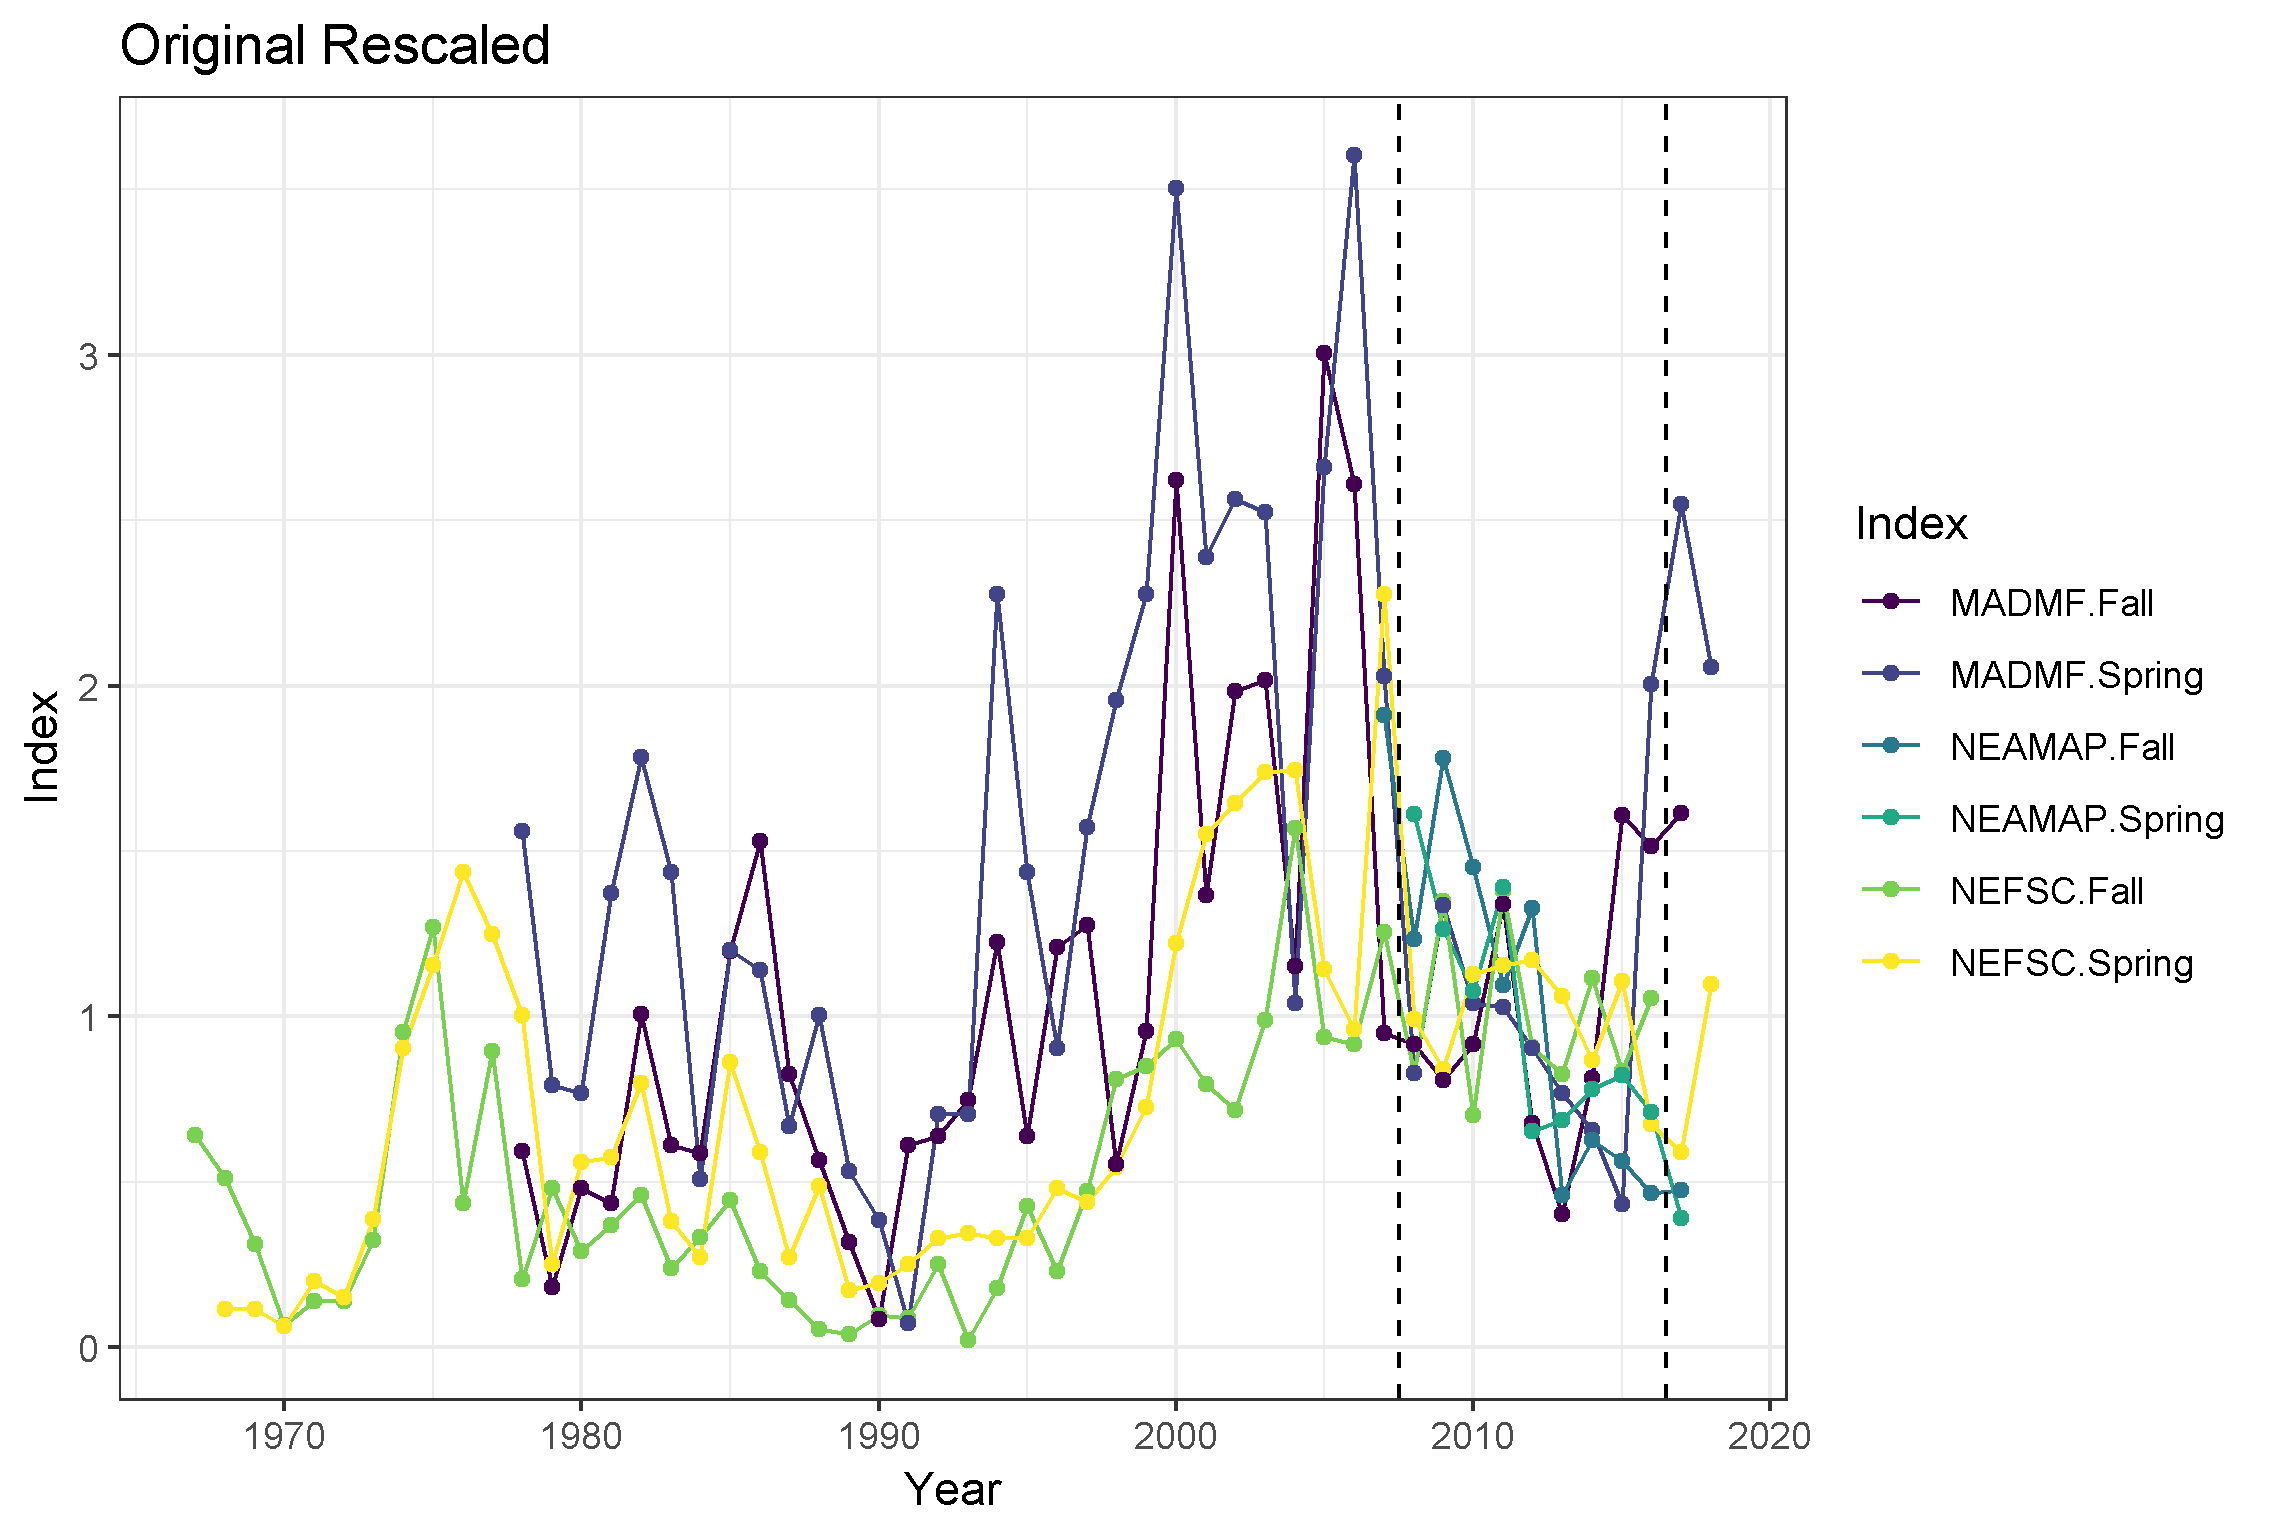 Original Rescaled
3
2
1
0
Index
1970 1980 1990 2000 2010 2020
Year
Index
MADMF.Fall
MADMF.Spring
NEAMAP.Fall
NEAMAP.Spring
NEFSC.Fall
NEFSC.Spring